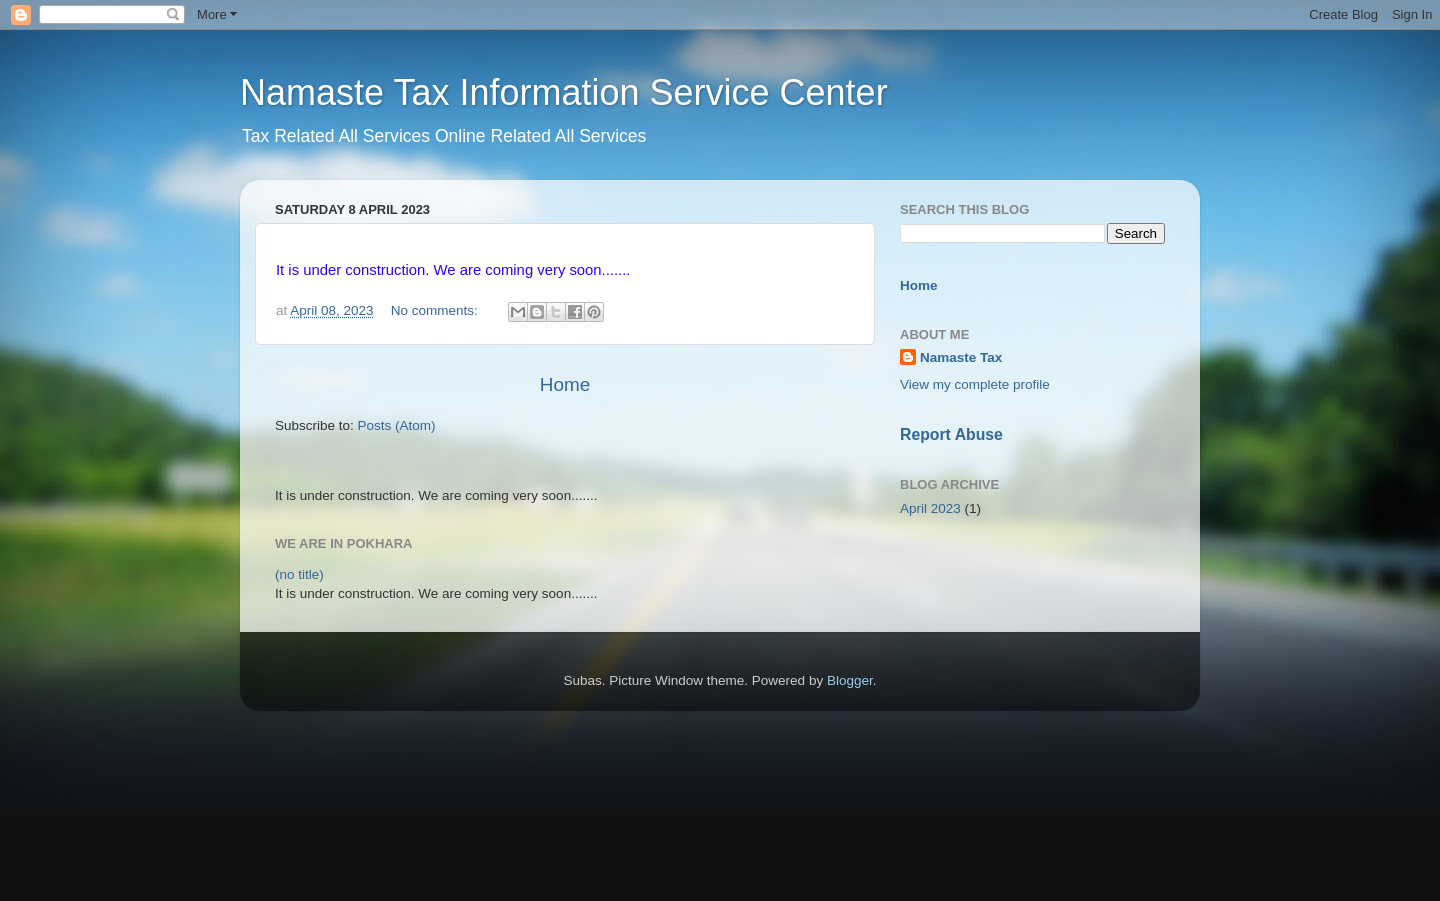 More
Create Blog
Sign In
Namaste Tax Information Service Center
Tax Related All Services Online Related All Services
SATURDAY 8 APRIL 2023
It is under construction. We are coming very soon.......
at April 08, 2023 No comments:
Home
Subscribe to: Posts (Atom)
It is under construction. We are coming very soon.......
WE ARE IN POKHARA
(no title)
It is under construction. We are coming very soon.......
SEARCH THIS BLOG
Search
Home
ABOUT ME
Namaste Tax
View my complete profile
Report Abuse
BLOG ARCHIVE
April 2023 (1)
Subas. Picture Window theme. Powered by Blogger.